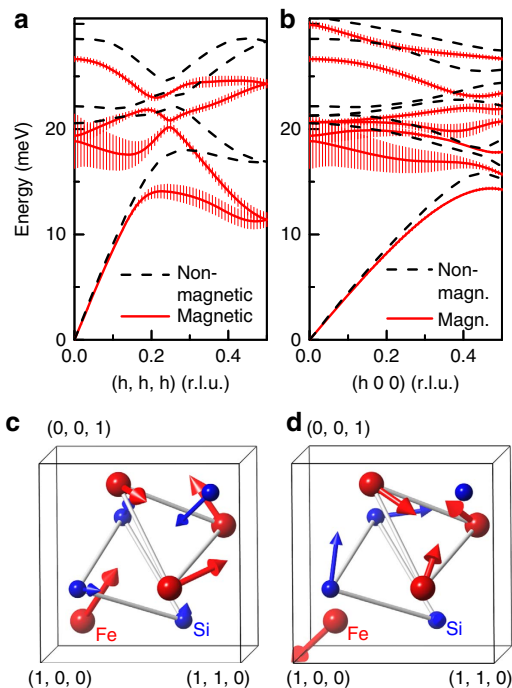 a
b
Energy (meV)
20
10
0
20
10
0
Non-
magnetic
Magnetic
Non-
magn.
Magn.
0.0
0.2
0.4
0.0
0.2
0.4
(h, h, h) (r.l.u.)
(h 0 0) (r.l.u.)
c
(0, 0, 1)
d
(0, 0, 1)
Fe
Si
Fe
Si
(1, 0, 0)
(1, 1, 0)
(1, 0, 0)
(1, 1, 0)